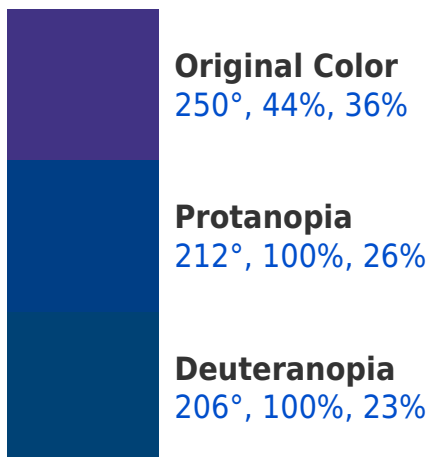 Original Color
250°, 44%, 36%
Protanopia
212°, 100%, 26%
Deuteranopia
206°, 100%, 23%